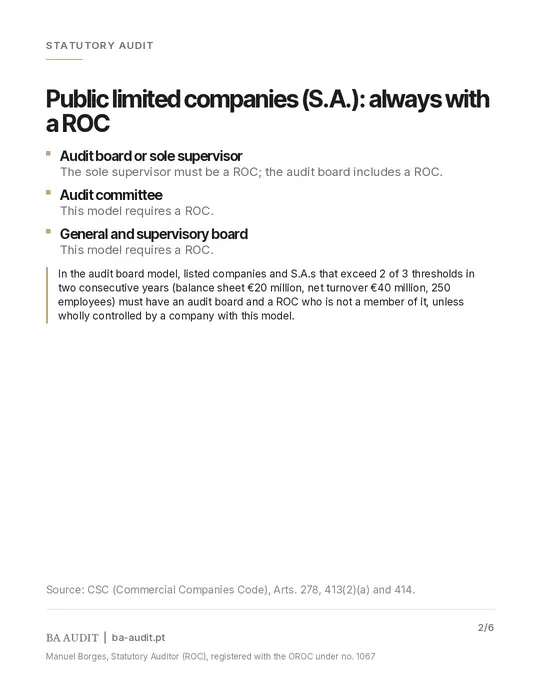 STATUTORY AUDIT
Public limited companies (S.A.): always with
a ROC
Audit board or sole supervisor
The sole supervisor must be a ROC; the audit board includes a ROC.
Audit committee
This model requires a ROC.
General and supervisory board
This model requires a ROC.
In the audit board model, listed companies and S.A.s that exceed 2 of 3 thresholds in
two consecutive years (balance sheet €20 million, net turnover €40 million, 250
employees) must have an audit board and a ROC who is not a member of it, unless
wholly controlled by a company with this model.
Source: CSC (Commercial Companies Code), Arts. 278, 413(2)(a) and 414.
2/6
BA AUDIT | ba-audit.pt
Manuel Borges, Statutory Auditor (ROC), registered with the OROC under no. 1067